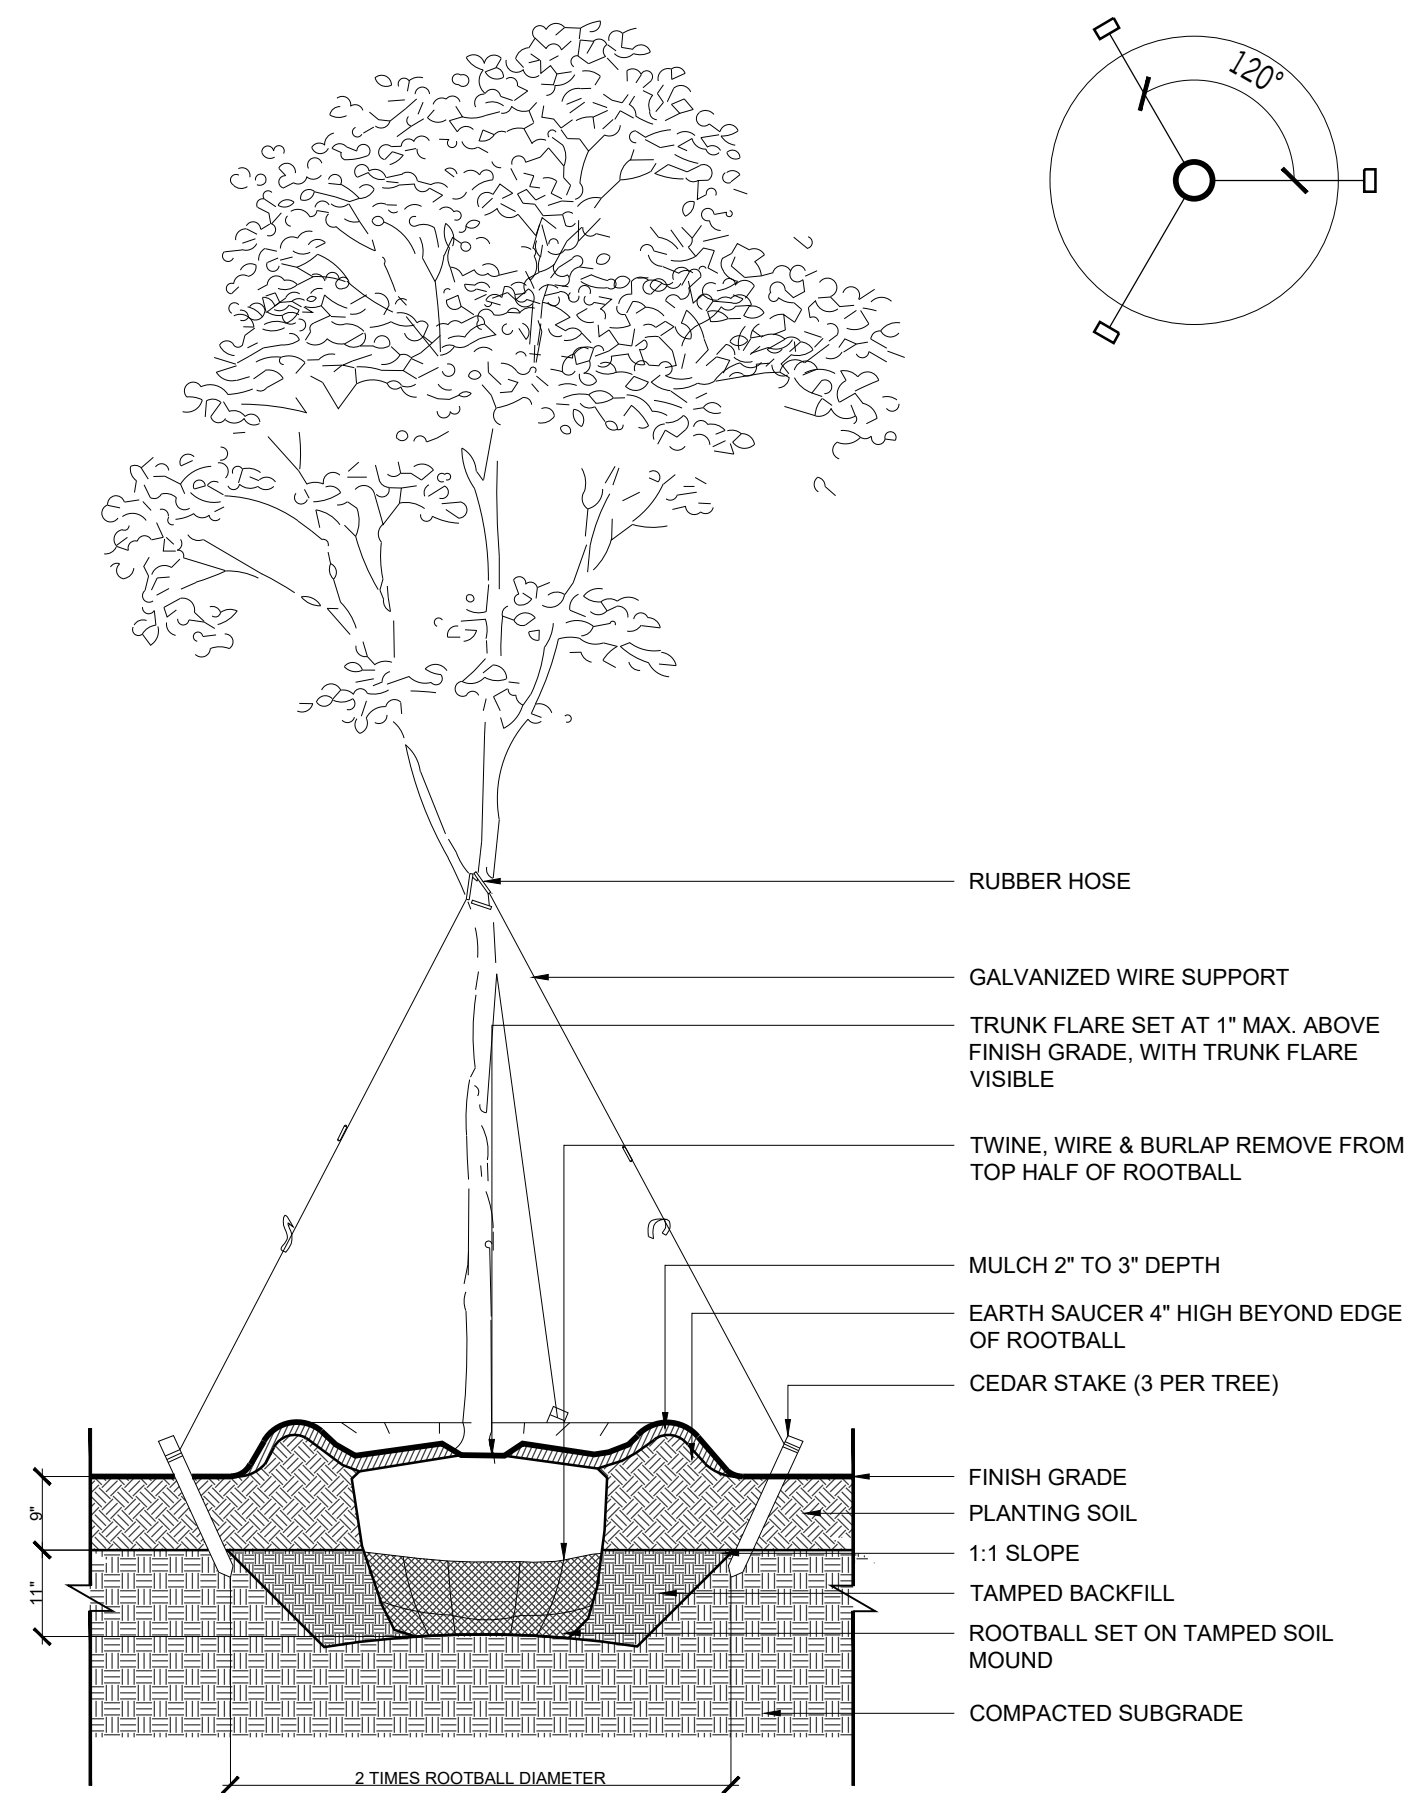 120°
RUBBER HOSE
GALVANIZED WIRE SUPPORT
TRUNK FLARE SET AT 1" MAX. ABOVE
FINISH GRADE, WITH TRUNK FLARE
VISIBLE
TWINE, WIRE & BURLAP REMOVE FROM
TOP HALF OF ROOTBALL
MULCH 2" TO 3" DEPTH
EARTH SAUCER 4" HIGH BEYOND EDGE
OF ROOTBALL
CEDAR STAKE (3 PER TREE)
FINISH GRADE
PLANTING SOIL
1:1 SLOPE
TAMPED BACKFILL
ROOTBALL SET ON TAMPED SOIL
MOUND
COMPACTED SUBGRADE
9"
11"
2 TIMES ROOTBALL DIAMETER